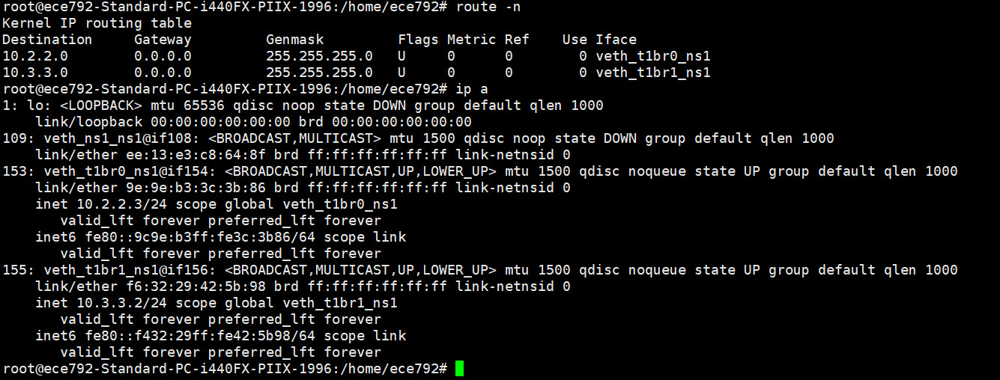 root@ece792-Standard-PC-i440FX-PIIX-1996:/home/ece792# route -n
Kernel IP routing table
Destination     Gateway         Genmask         Flags Metric Ref    Use Iface
10.2.2.0        0.0.0.0         255.255.255.0   U     0      0        0 veth_t1br0_ns1
10.3.3.0        0.0.0.0         255.255.255.0   U     0      0        0 veth_t1br1_ns1
root@ece792-Standard-PC-i440FX-PIIX-1996:/home/ece792# ip a
1: lo: <LOOPBACK> mtu 65536 qdisc noop state DOWN group default qlen 1000
    link/loopback 00:00:00:00:00:00 brd 00:00:00:00:00:00
109: veth_ns1_ns1@if108: <BROADCAST,MULTICAST> mtu 1500 qdisc noop state DOWN group default qlen 1000
    link/ether ee:13:e3:c8:64:8f brd ff:ff:ff:ff:ff:ff link-netnsid 0
153: veth_t1br0_ns1@if154: <BROADCAST,MULTICAST,UP,LOWER_UP> mtu 1500 qdisc noqueue state UP group default qlen 1000
    link/ether 9e:9e:b3:3c:3b:86 brd ff:ff:ff:ff:ff:ff link-netnsid 0
    inet 10.2.2.3/24 scope global veth_t1br0_ns1
       valid_lft forever preferred_lft forever
    inet6 fe80::9c9e:b3ff:fe3c:3b86/64 scope link
       valid_lft forever preferred_lft forever
155: veth_t1br1_ns1@if156: <BROADCAST,MULTICAST,UP,LOWER_UP> mtu 1500 qdisc noqueue state UP group default qlen 1000
    link/ether f6:32:29:42:5b:98 brd ff:ff:ff:ff:ff:ff link-netnsid 0
    inet 10.3.3.2/24 scope global veth_t1br1_ns1
       valid_lft forever preferred_lft forever
    inet6 fe80::f432:29ff:fe42:5b98/64 scope link
       valid_lft forever preferred_lft forever
root@ece792-Standard-PC-i440FX-PIIX-1996:/home/ece792#